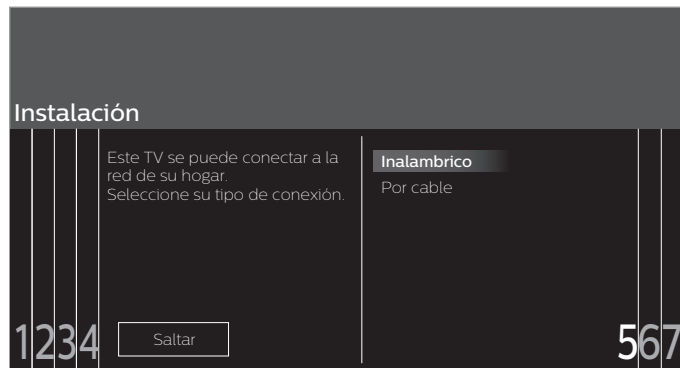 Instalación
Este TV se puede conectar a la
red de su hogar.
Seleccione su tipo de conexión.
Inalambrico
Por cable
Saltar
1234
567